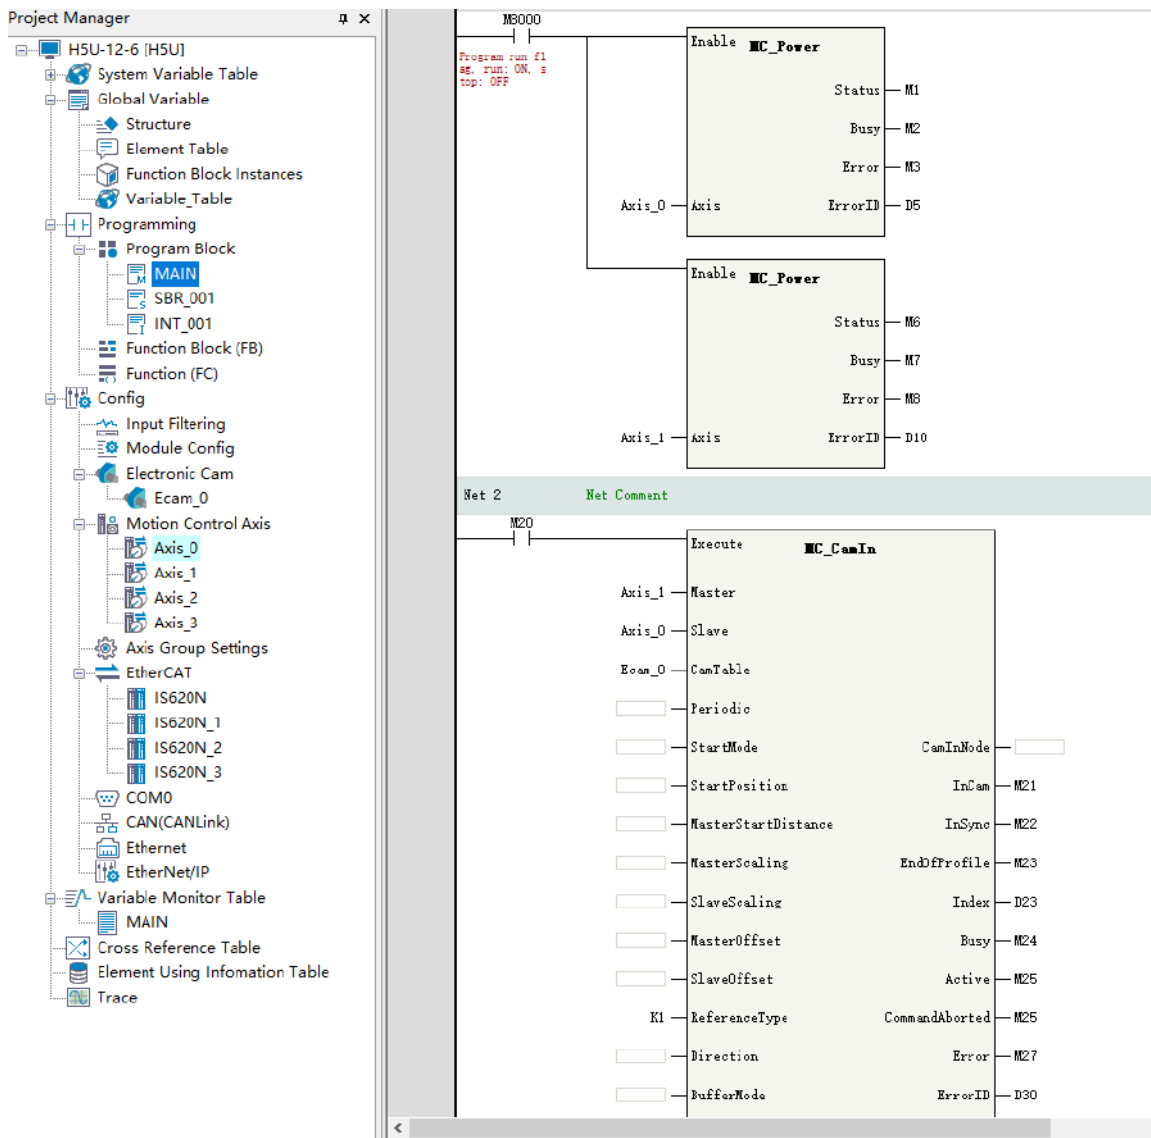 Project Manager
H5U-12-6 [H5U]
System Variable Table
Global Variable
Structure
Element Table
Function Block Instances
Variable_Table
Programming
Program Block
MAIN
SBR_001
INT_001
Function Block (FB)
Function (FC)
Config
Input Filtering
Module Config
Electronic Cam
Ecam_0
Motion Control Axis
Axis_0
Axis_1
Axis_2
Axis_3
Axis Group Settings
EtherCAT
IS620N
IS620N_1
IS620N_2
IS620N_3
COM0
CAN(CANLink)
Ethernet
EtherNet/IP
Variable Monitor Table
MAIN
Cross Reference Table
Element Using Infomation Table
Trace
M8000
Program run fl
ag, run: ON, s
top: OFF
Enable MC_Power
Status M1
Busy M2
Error M3
Axis_0 Axis ErrorID D5
Enable MC_Power
Status M6
Busy M7
Error M8
Axis_1 Axis ErrorID D10
Net 2 Net Comment
M20
Execute MC_CamIn
Axis_1 Master
Axis_0 Slave
Ecam_0 CamTable
Periodic
StartMode CamInNode
StartPosition InCam M21
MasterStartDistance InSync M22
MasterScaling EndOfProfile M23
SlaveScaling Index D23
MasterOffset Busy M24
SlaveOffset Active M25
K1 ReferenceType CommandAborted M25
Direction Error M27
BufferMode ErrorID D30